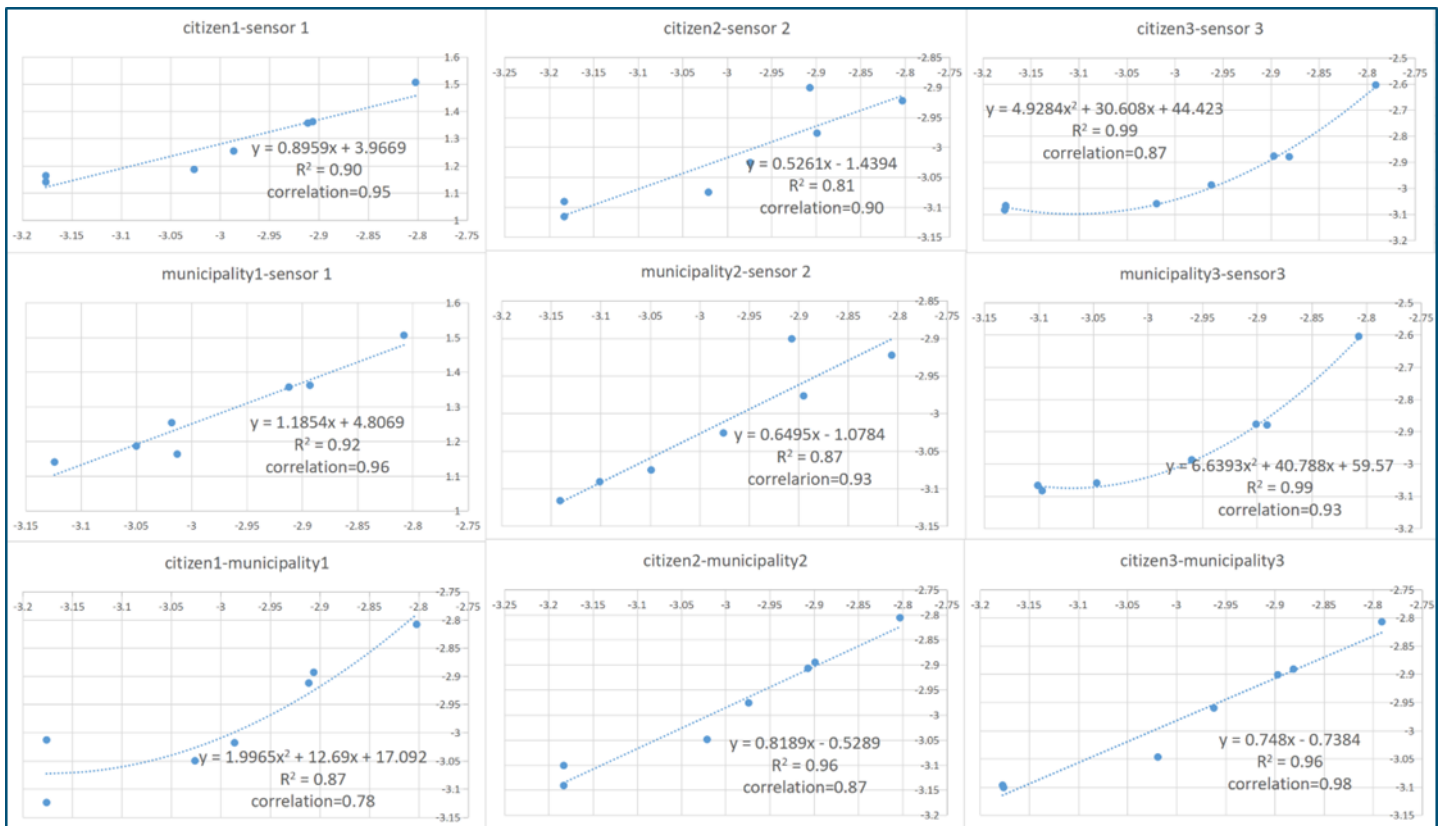 citizen1-sensor 1
1.6
1.5
1.4
1.3
1.2
1.1
1
-3.2 -3.15 -3.1 -3.05 -3 -2.95 -2.9 -2.85 -2.8 -2.75
y = 0.8959x + 3.9669
R² = 0.90
correlation=0.95
citizen2-sensor 2
-3.25 -3.2 -3.15 -3.1 -3.05 -3 -2.95 -2.9 -2.85 -2.8 -2.75
-2.85
-2.9
-2.95
-3
-3.05
-3.1
-3.15
y = 0.5261x - 1.4394
R² = 0.81
correlation=0.90
citizen3-sensor 3
-3.2 -3.15 -3.1 -3.05 -3 -2.95 -2.9 -2.85 -2.8 -2.75
-2.5
-2.6
-2.7
-2.8
-2.9
-3
-3.1
-3.2
y = 4.9284x² + 30.608x + 44.423
R² = 0.99
correlation=0.87
municipality1-sensor 1
1.6
1.5
1.4
1.3
1.2
1.1
1
-3.15 -3.1 -3.05 -3 -2.95 -2.9 -2.85 -2.8 -2.75
y = 1.1854x + 4.8069
R² = 0.92
correlation=0.96
municipality2-sensor 2
-3.2 -3.15 -3.1 -3.05 -3 -2.95 -2.9 -2.85 -2.8 -2.75
-2.85
-2.9
-2.95
-3
-3.05
-3.1
-3.15
y = 0.6495x - 1.0784
R² = 0.87
correlarion=0.93
municipality3-sensor3
-3.15 -3.1 -3.05 -3 -2.95 -2.9 -2.85 -2.8 -2.75
-2.5
-2.6
-2.7
-2.8
-2.9
-3
-3.1
-3.2
y = 6.6393x² + 40.788x + 59.57
R² = 0.99
correlation=0.93
citizen1-municipality1
-3.2 -3.15 -3.1 -3.05 -3 -2.95 -2.9 -2.85 -2.8 -2.75
-2.75
-2.8
-2.85
-2.9
-2.95
-3
-3.05
-3.1
-3.15
y = 1.9965x² + 12.69x + 17.092
R² = 0.87
correlation=0.78
citizen2-municipality2
-3.25 -3.2 -3.15 -3.1 -3.05 -3 -2.95 -2.9 -2.85 -2.8 -2.75
-2.75
-2.8
-2.85
-2.9
-2.95
-3
-3.05
-3.1
-3.15
-3.2
y = 0.8189x - 0.5289
R² = 0.96
correlation=0.87
citizen3-municipality3
-3.2 -3.15 -3.1 -3.05 -3 -2.95 -2.9 -2.85 -2.8 -2.75
-2.75
-2.8
-2.85
-2.9
-2.95
-3
-3.05
-3.1
-3.15
y = 0.748x - 0.7384
R² = 0.96
correlation=0.98